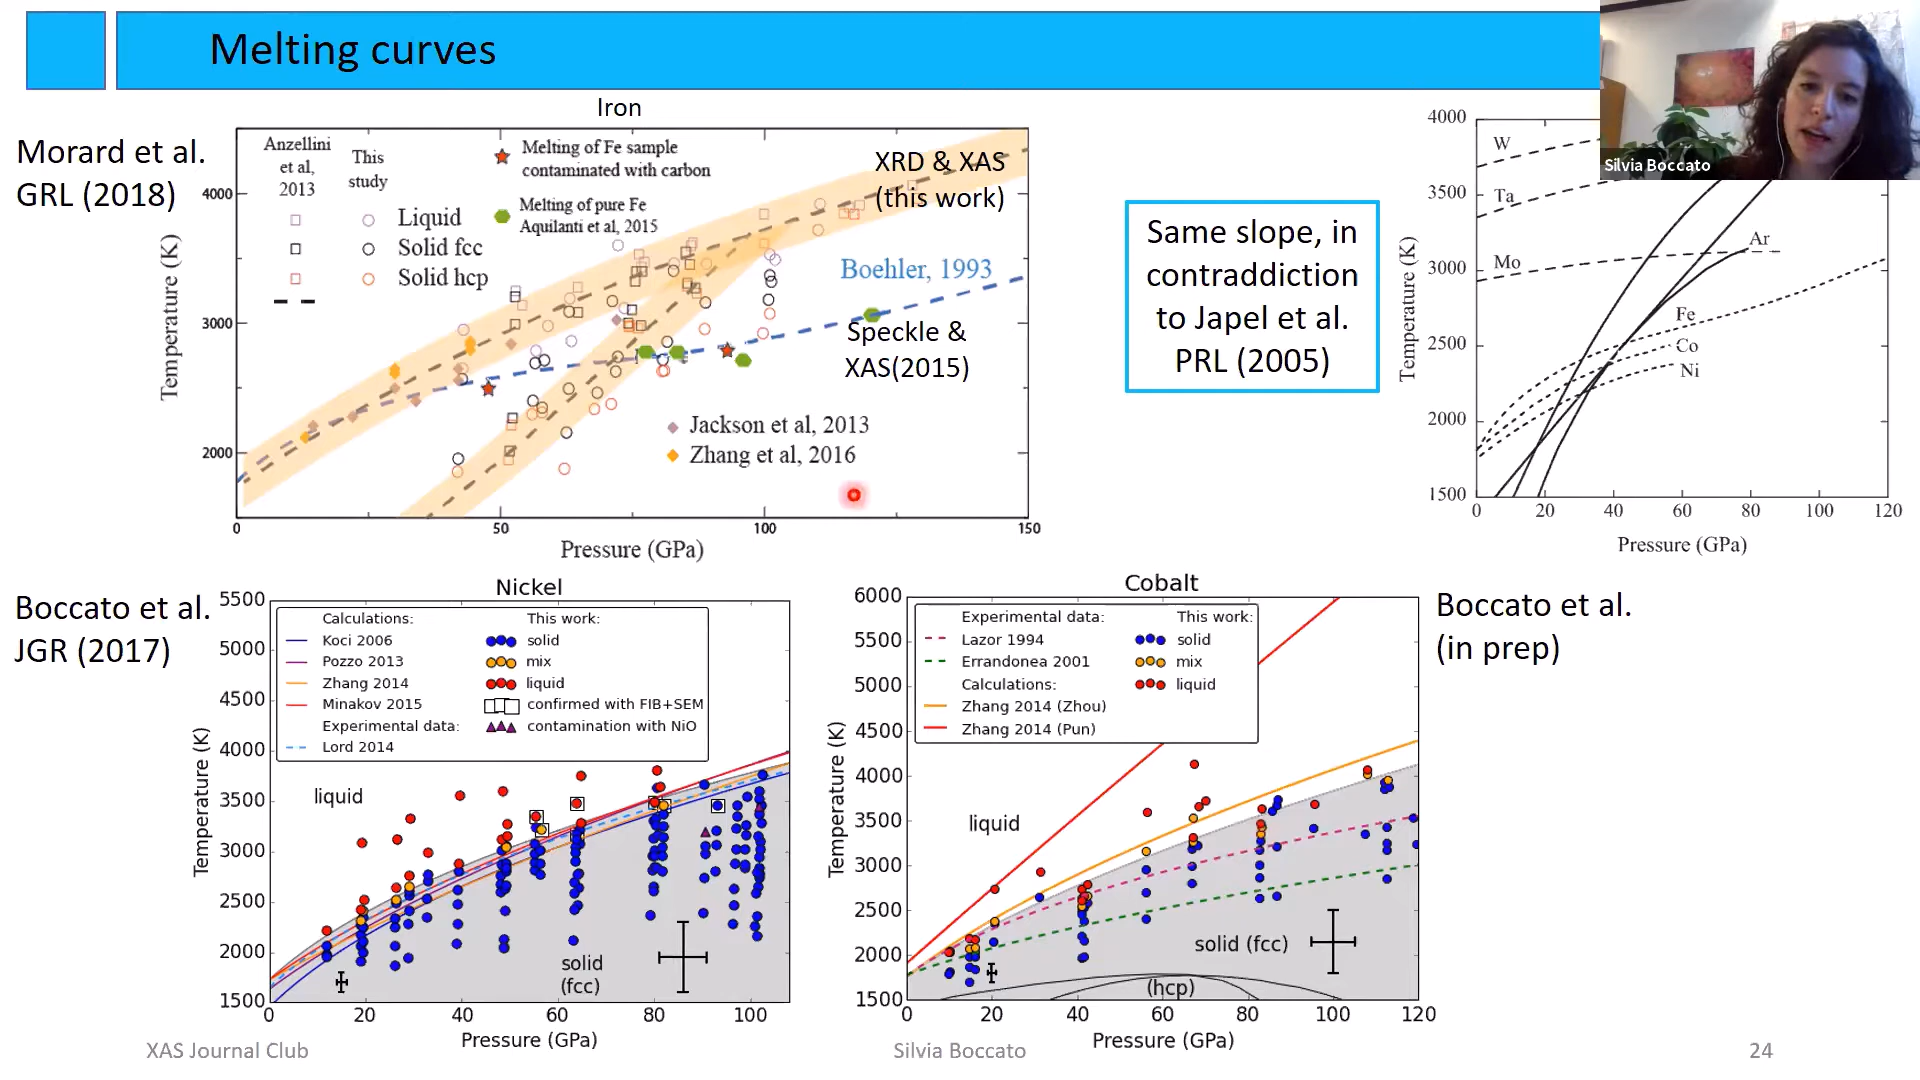 Melting curves
Silvia Boccato
Morard et al.
GRL (2018)
Iron
Anzellini
et al,
2013
This
study
Liquid
Solid fcc
Solid hcp
Melting of Fe sample
contaminated with carbon
Melting of pure Fe
Aquilanti et al, 2015
XRD & XAS
(this work)
Boehler, 1993
Speckle &
XAS(2015)
Jackson et al, 2013
Zhang et al, 2016
Temperature (K)
4000
3000
2000
0
50
100
150
Pressure (GPa)
Same slope, in
contraddiction
to Japel et al.
PRL (2005)
Temperature (K)
4000
3500
3000
2500
2000
1500
W
Ta
Mo
Ar
Fe
Co
Ni
0
20
40
60
80
100
120
Pressure (GPa)
Boccato et al.
JGR (2017)
Nickel
Calculations:
Koci 2006
Pozzo 2013
Zhang 2014
Minakov 2015
Experimental data:
Lord 2014
This work:
solid
mix
liquid
confirmed with FIB+SEM
contamination with NiO
liquid
solid
(fcc)
Temperature (K)
5500
5000
4500
4000
3500
3000
2500
2000
1500
0
20
40
60
80
100
Pressure (GPa)
Cobalt
Experimental data:
Lazor 1994
Errandonea 2001
Calculations:
Zhang 2014 (Zhou)
Zhang 2014 (Pun)
This work:
solid
mix
liquid
liquid
solid (fcc)
(hcp)
Temperature (K)
6000
5500
5000
4500
4000
3500
3000
2500
2000
1500
0
20
40
60
80
100
120
Pressure (GPa)
Boccato et al.
(in prep)
XAS Journal Club
Silvia Boccato
24